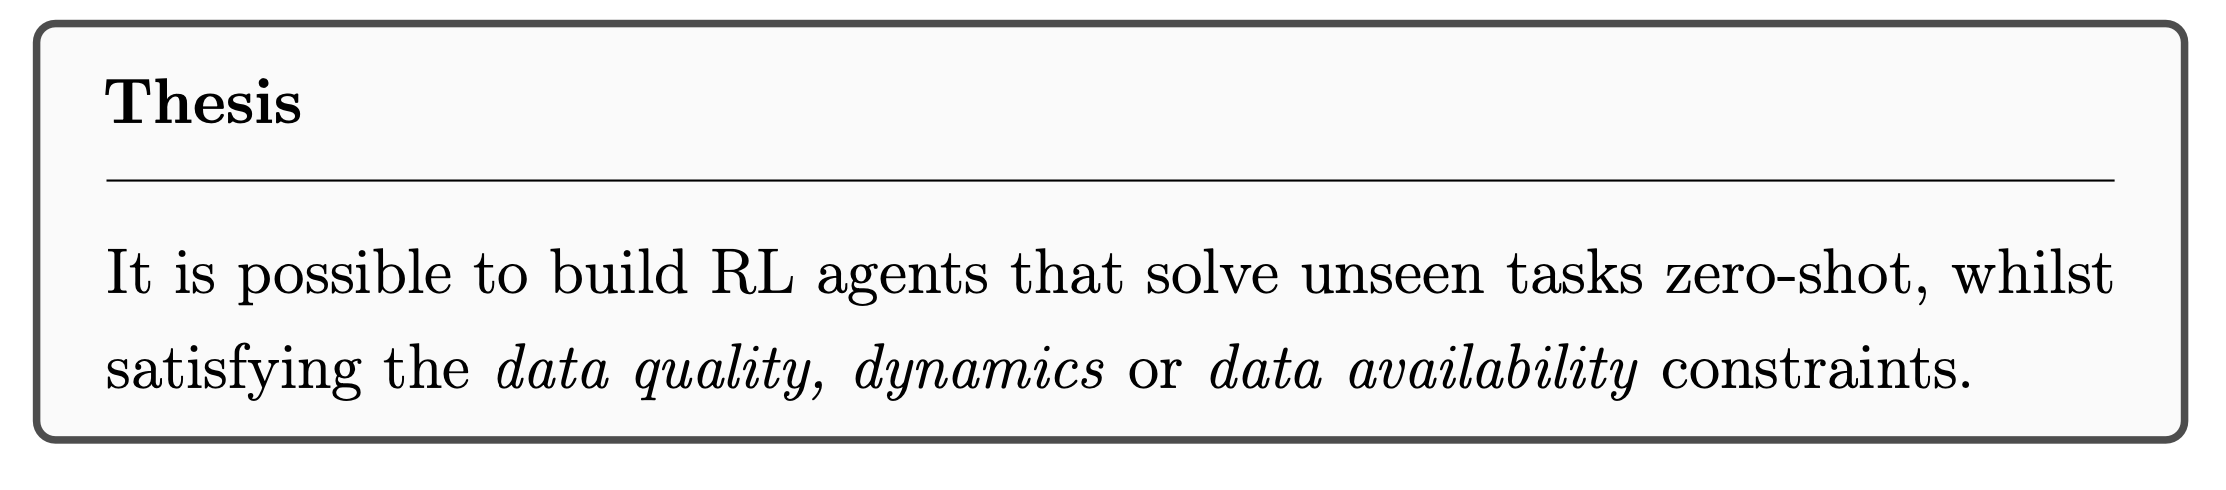 Thesis
It is possible to build RL agents that solve unseen tasks zero-shot, whilst
satisfying the data quality, dynamics or data availability constraints.